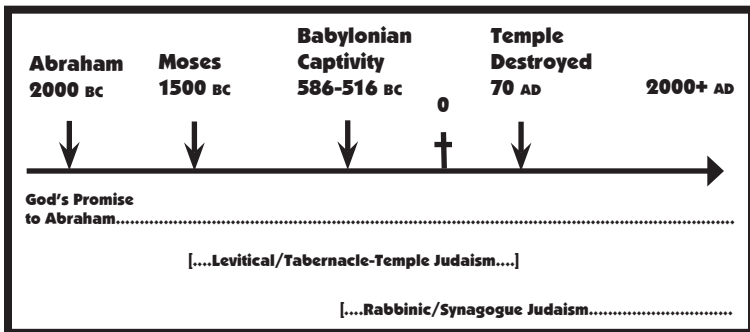 Abraham
2000 BC
Moses
1500 BC
Babylonian
Captivity
586-516 BC
0
Temple
Destroyed
70 AD
2000+ AD
God's Promise
to Abraham........................................................................................................................
[....Levitical/Tabernacle-Temple Judaism....]
[....Rabbinic/Synagogue Judaism.................................